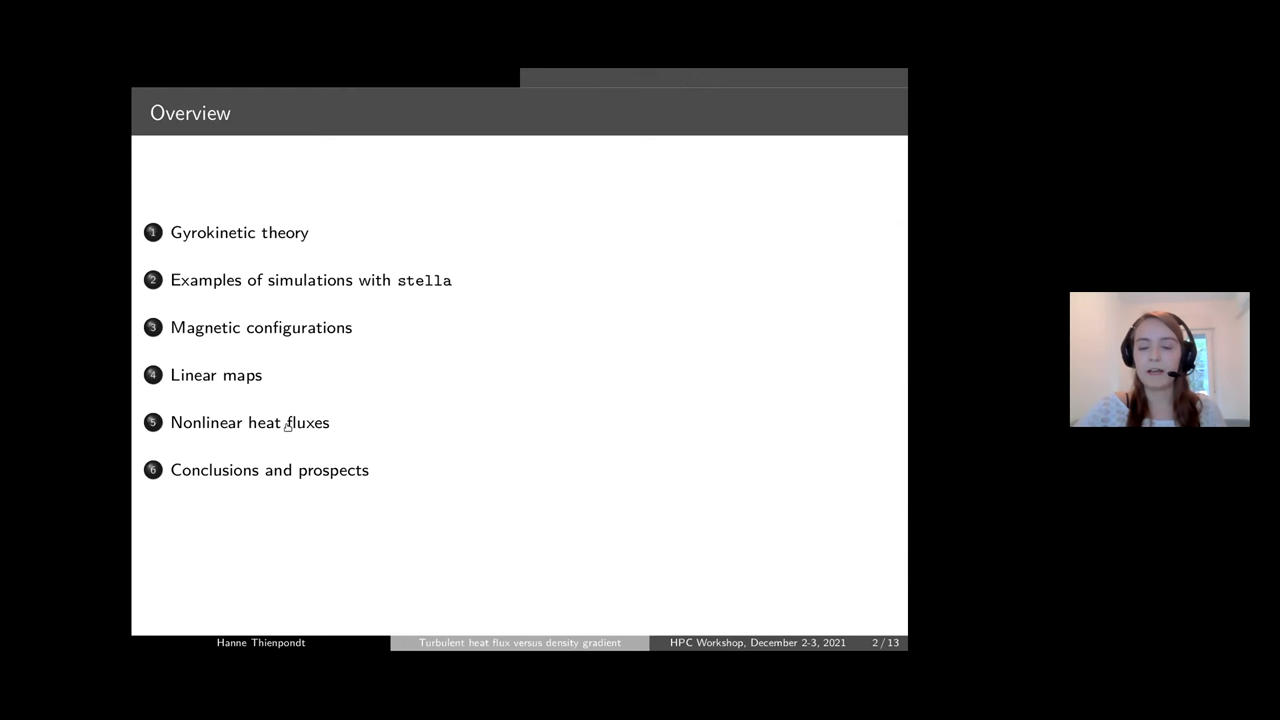 Overview
1 Gyrokinetic theory
2 Examples of simulations with stella
3 Magnetic configurations
4 Linear maps
5 Nonlinear heat fluxes
6 Conclusions and prospects
Hanne Thienpondt Turbulent heat flux versus density gradient HPC Workshop, December 2-3, 2021 2 / 13